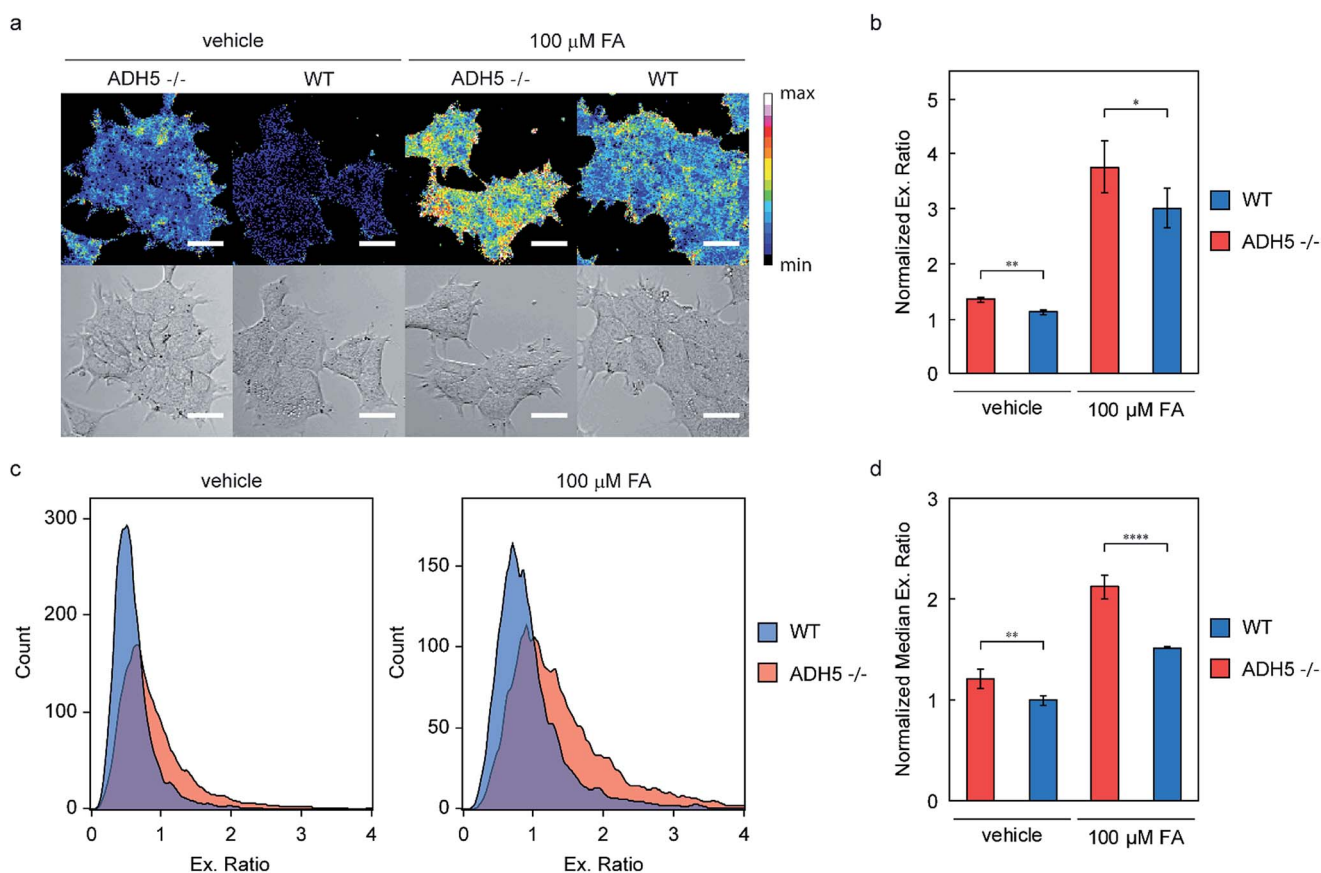 a
vehicle
100 μM FA
ADH5 -/-
WT
ADH5 -/-
WT
max
min
b
Normalized Ex. Ratio
5
4
3
2
1
0
**
*
vehicle
100 µM FA
WT
ADH5 -/-
c
vehicle
Count
300
200
100
0
0 1 2 3 4
Ex. Ratio
100 μM FA
Count
150
100
50
0
0 1 2 3 4
Ex. Ratio
WT
ADH5 -/-
d
Normalized Median Ex. Ratio
3
2
1
0
**
****
vehicle
100 µM FA
WT
ADH5 -/-